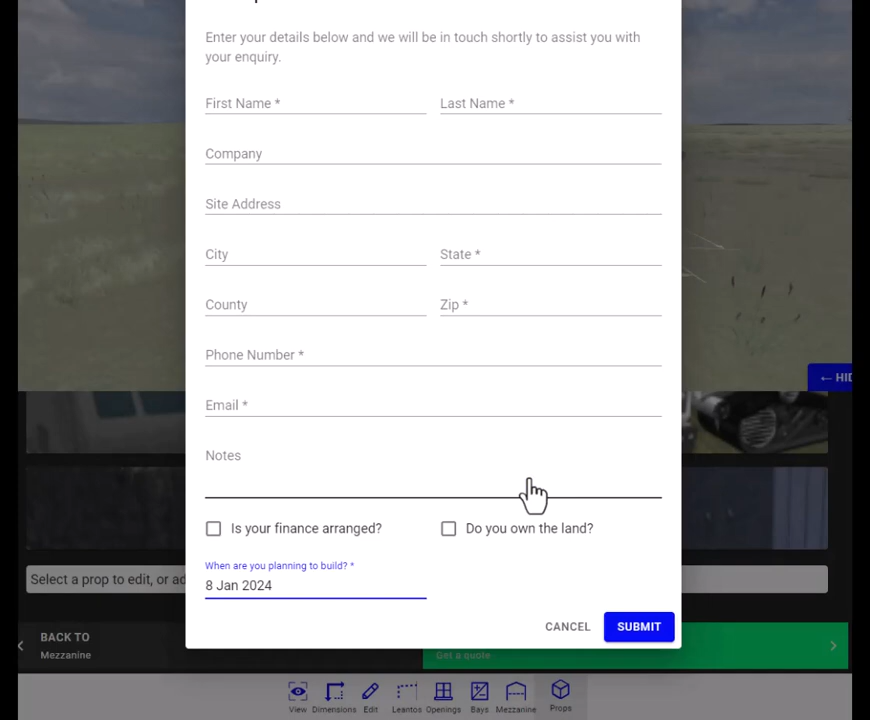 Enter your details below and we will be in touch shortly to assist you with
your enquiry.
First Name * Last Name *
Company
Site Address
City State *
County Zip *
Phone Number *
← HID
Email *
Notes
Is your finance arranged? Do you own the land?
When are you planning to build? *
8 Jan 2024
Select a prop to edit, or ad
CANCEL SUBMIT
BACK TO
Mezzanine
Get a quote
View Dimensions Edit Leantos Openings Bays Mezzanine Props